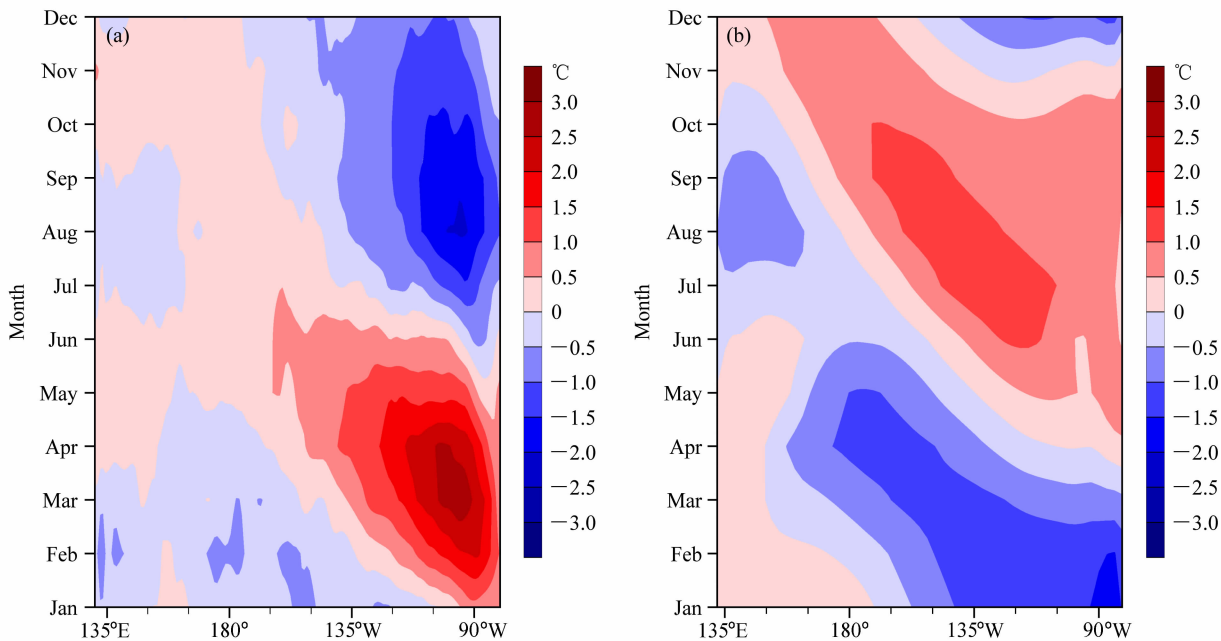 (a)
Dec
Nov
Oct
Sep
Aug
Jul
Jun
May
Apr
Mar
Feb
Jan
Month
135°E
180°
135°W
90°W
℃
3.0
2.5
2.0
1.5
1.0
0.5
0
−0.5
−1.0
−1.5
−2.0
−2.5
−3.0
(b)
Dec
Nov
Oct
Sep
Aug
Jul
Jun
May
Apr
Mar
Feb
Jan
Month
135°E
180°
135°W
90°W
℃
3.0
2.5
2.0
1.5
1.0
0.5
0
−0.5
−1.0
−1.5
−2.0
−2.5
−3.0